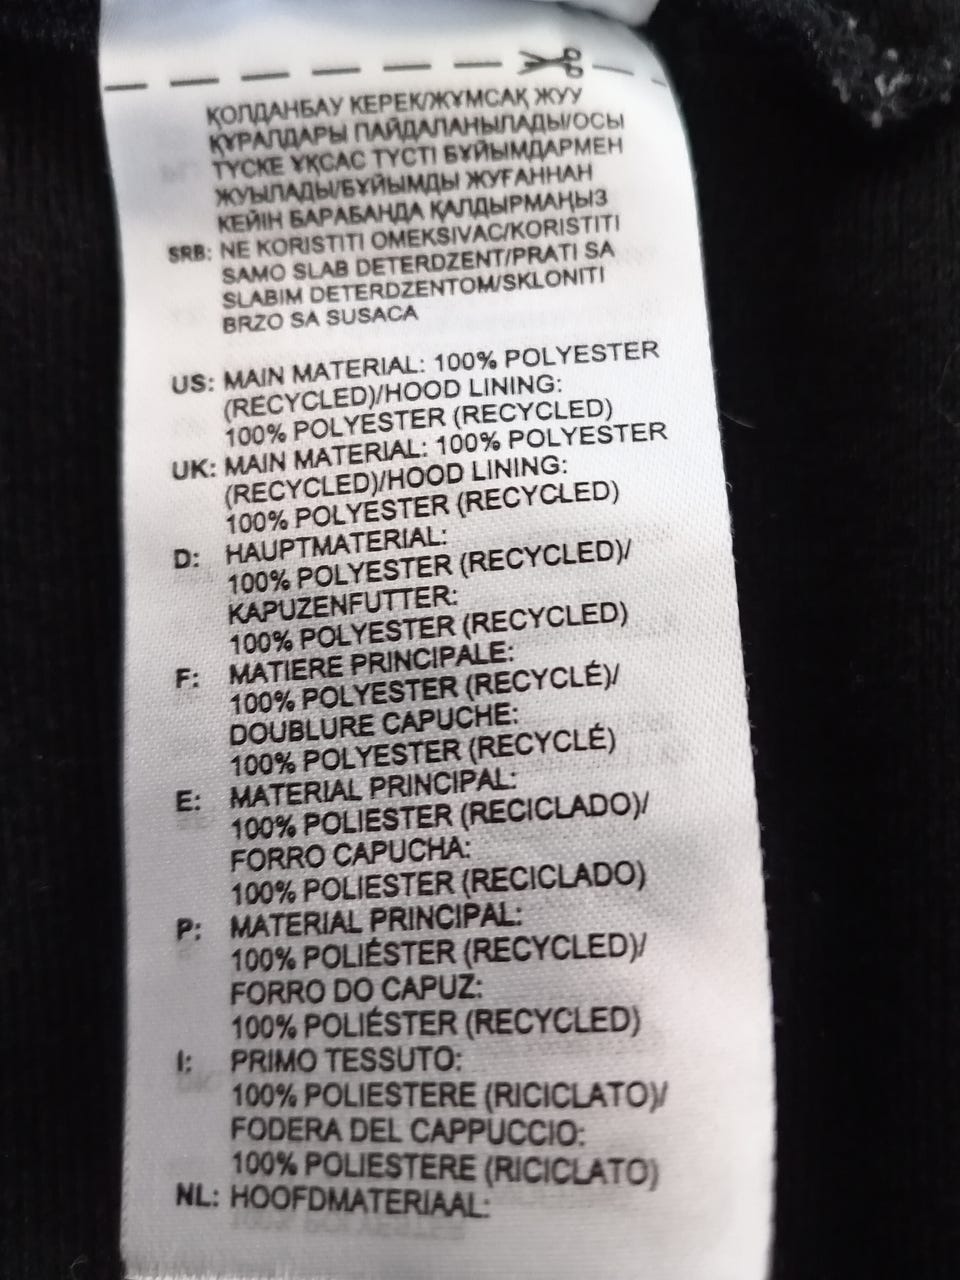 ҚОЛДАНБАУ КЕРЕК/ЖҰМСАҚ ЖУУ
ҚҰРАЛДАРЫ ПАЙДАЛАНЫЛАДЫ/ОСЫ
ТҮСКЕ ҰҚСАС ТҮСТІ БҰЙЫМДАРМЕН
ЖУЫЛАДЫ/БҰЙЫМДЫ ЖУҒАННАН
КЕЙІН БАРАБАНДА ҚАЛДЫРМАҢЫЗ
SRB: NE KORISTITI OMEKSIVAC/KORISTITI
SAMO SLAB DETERDZENT/PRATI SA
SLABIM DETERDZENTOM/SKLONITI
BRZO SA SUSACA
US: MAIN MATERIAL: 100% POLYESTER
(RECYCLED)/HOOD LINING:
100% POLYESTER (RECYCLED)
UK: MAIN MATERIAL: 100% POLYESTER
(RECYCLED)/HOOD LINING:
100% POLYESTER (RECYCLED)
D: HAUPTMATERIAL:
100% POLYESTER (RECYCLED)/
KAPUZENFUTTER:
100% POLYESTER (RECYCLED)
F: MATIERE PRINCIPALE:
100% POLYESTER (RECYCLÉ)/
DOUBLURE CAPUCHE:
100% POLYESTER (RECYCLÉ)
E: MATERIAL PRINCIPAL:
100% POLIESTER (RECICLADO)/
FORRO CAPUCHA:
100% POLIESTER (RECICLADO)
P: MATERIAL PRINCIPAL:
100% POLIÉSTER (RECYCLED)/
FORRO DO CAPUZ:
100% POLIÉSTER (RECYCLED)
I: PRIMO TESSUTO:
100% POLIESTERE (RICICLATO)/
FODERA DEL CAPPUCCIO:
100% POLIESTERE (RICICLATO)
NL: HOOFDMATERIAAL: